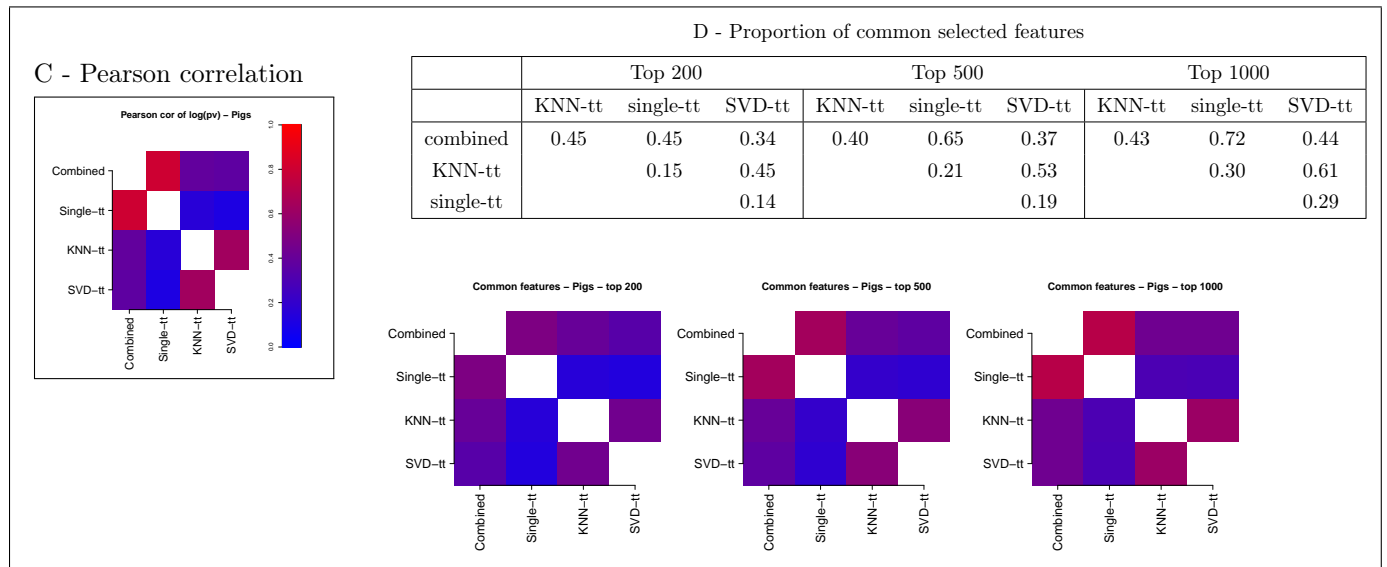 D - Proportion of common selected features
C - Pearson correlation
Top 200 Top 500 Top 1000
KNN-tt single-tt SVD-tt KNN-tt single-tt SVD-tt KNN-tt single-tt SVD-tt
combined 0.45 0.45 0.34 0.40 0.65 0.37 0.43 0.72 0.44
KNN-tt 0.15 0.45 0.21 0.53 0.30 0.61
single-tt 0.14 0.19 0.29
Pearson cor of log(pv) – Pigs
Combined
Single–tt
KNN–tt
SVD–tt
Combined
Single–tt
KNN–tt
SVD–tt
1.0
0.8
0.6
0.4
0.2
0.0
Common features – Pigs – top 200
Combined
Single–tt
KNN–tt
SVD–tt
Combined
Single–tt
KNN–tt
SVD–tt
Common features – Pigs – top 500
Combined
Single–tt
KNN–tt
SVD–tt
Combined
Single–tt
KNN–tt
SVD–tt
Common features – Pigs – top 1000
Combined
Single–tt
KNN–tt
SVD–tt
Combined
Single–tt
KNN–tt
SVD–tt